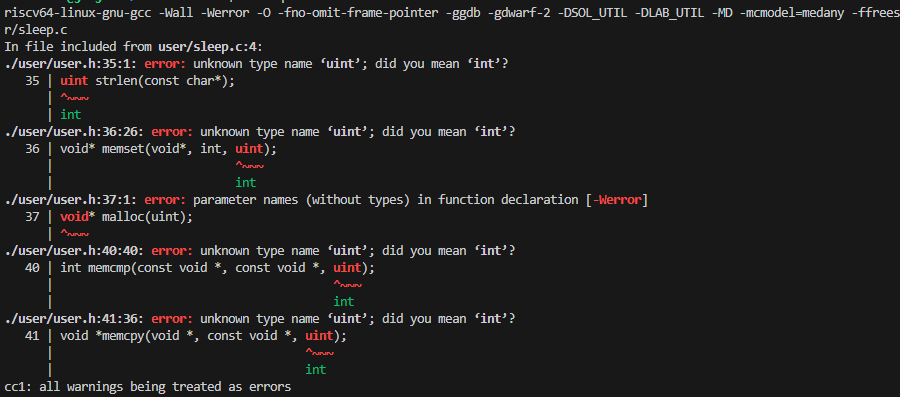 riscv64-linux-gnu-gcc -Wall -Werror -O -fno-omit-frame-pointer -ggdb -gdwarf-2 -DSOL_UTIL -DLAB_UTIL -MD -mcmodel=medany -ffrees
r/sleep.c
In file included from user/sleep.c:4:
./user/user.h:35:1: error: unknown type name ‘uint’; did you mean ‘int’?
   35 | uint strlen(const char*);
      | ^~~~
      | int
./user/user.h:36:26: error: unknown type name ‘uint’; did you mean ‘int’?
   36 | void* memset(void*, int, uint);
      |                          ^~~~
      |                          int
./user/user.h:37:1: error: parameter names (without types) in function declaration [-Werror]
   37 | void* malloc(uint);
      | ^~~~
./user/user.h:40:40: error: unknown type name ‘uint’; did you mean ‘int’?
   40 | int memcmp(const void *, const void *, uint);
      |                                        ^~~~
      |                                        int
./user/user.h:41:36: error: unknown type name ‘uint’; did you mean ‘int’?
   41 | void *memcpy(void *, const void *, uint);
      |                                    ^~~~
      |                                    int
cc1: all warnings being treated as errors